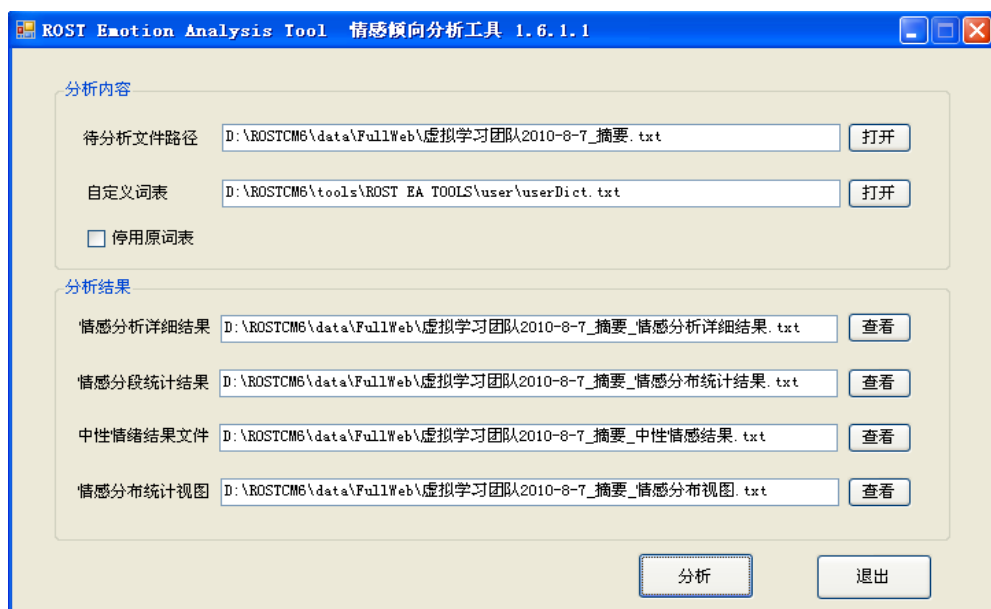 ROST Emotion Analysis Tool 情感倾向分析工具 1.6.1.1
分析内容
待分析文件路径 D:\ROSTCM6\data\FullWeb\虚拟学习团队2010-8-7_摘要.txt 打开
自定义词表 D:\ROSTCM6\tools\ROST EA TOOLS\user\userDict.txt 打开
停用原词表
分析结果
情感分析详细结果 D:\ROSTCM6\data\FullWeb\虚拟学习团队2010-8-7_摘要_情感分析详细结果.txt 查看
情感分段统计结果 D:\ROSTCM6\data\FullWeb\虚拟学习团队2010-8-7_摘要_情感分布统计结果.txt 查看
中性情绪结果文件 D:\ROSTCM6\data\FullWeb\虚拟学习团队2010-8-7_摘要_中性情感结果.txt 查看
情感分布统计视图 D:\ROSTCM6\data\FullWeb\虚拟学习团队2010-8-7_摘要_情感分布视图.txt 查看
分析 退出